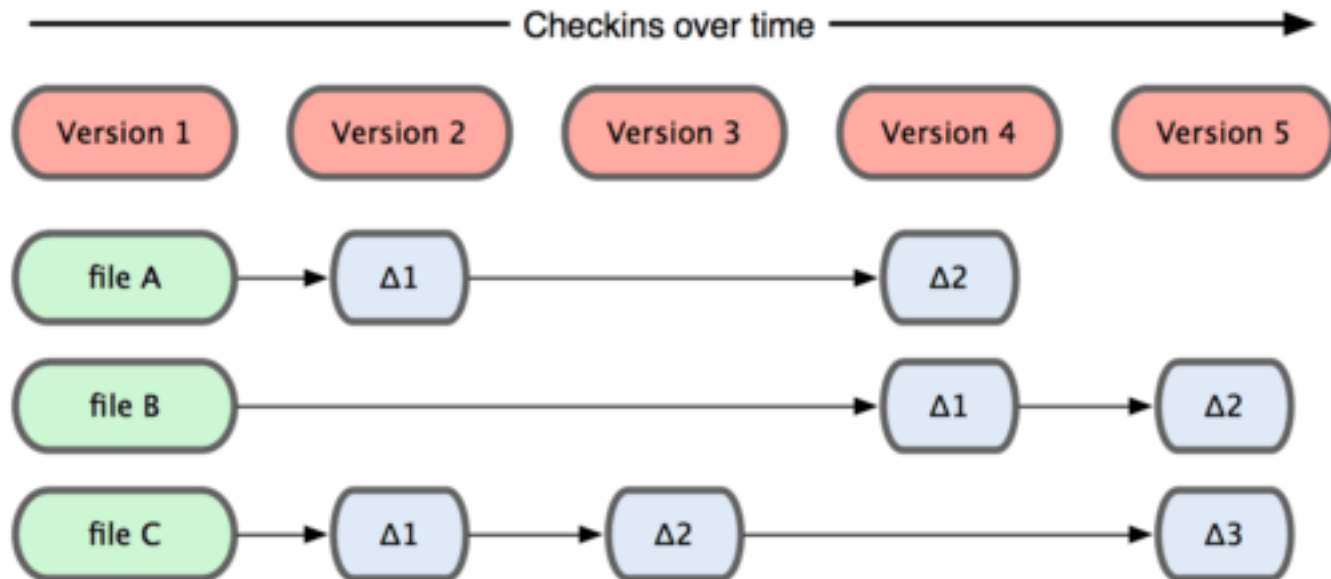 Checkins over time
Version 1 Version 2 Version 3 Version 4 Version 5
file A Δ1 Δ2
file B Δ1 Δ2
file C Δ1 Δ2 Δ3